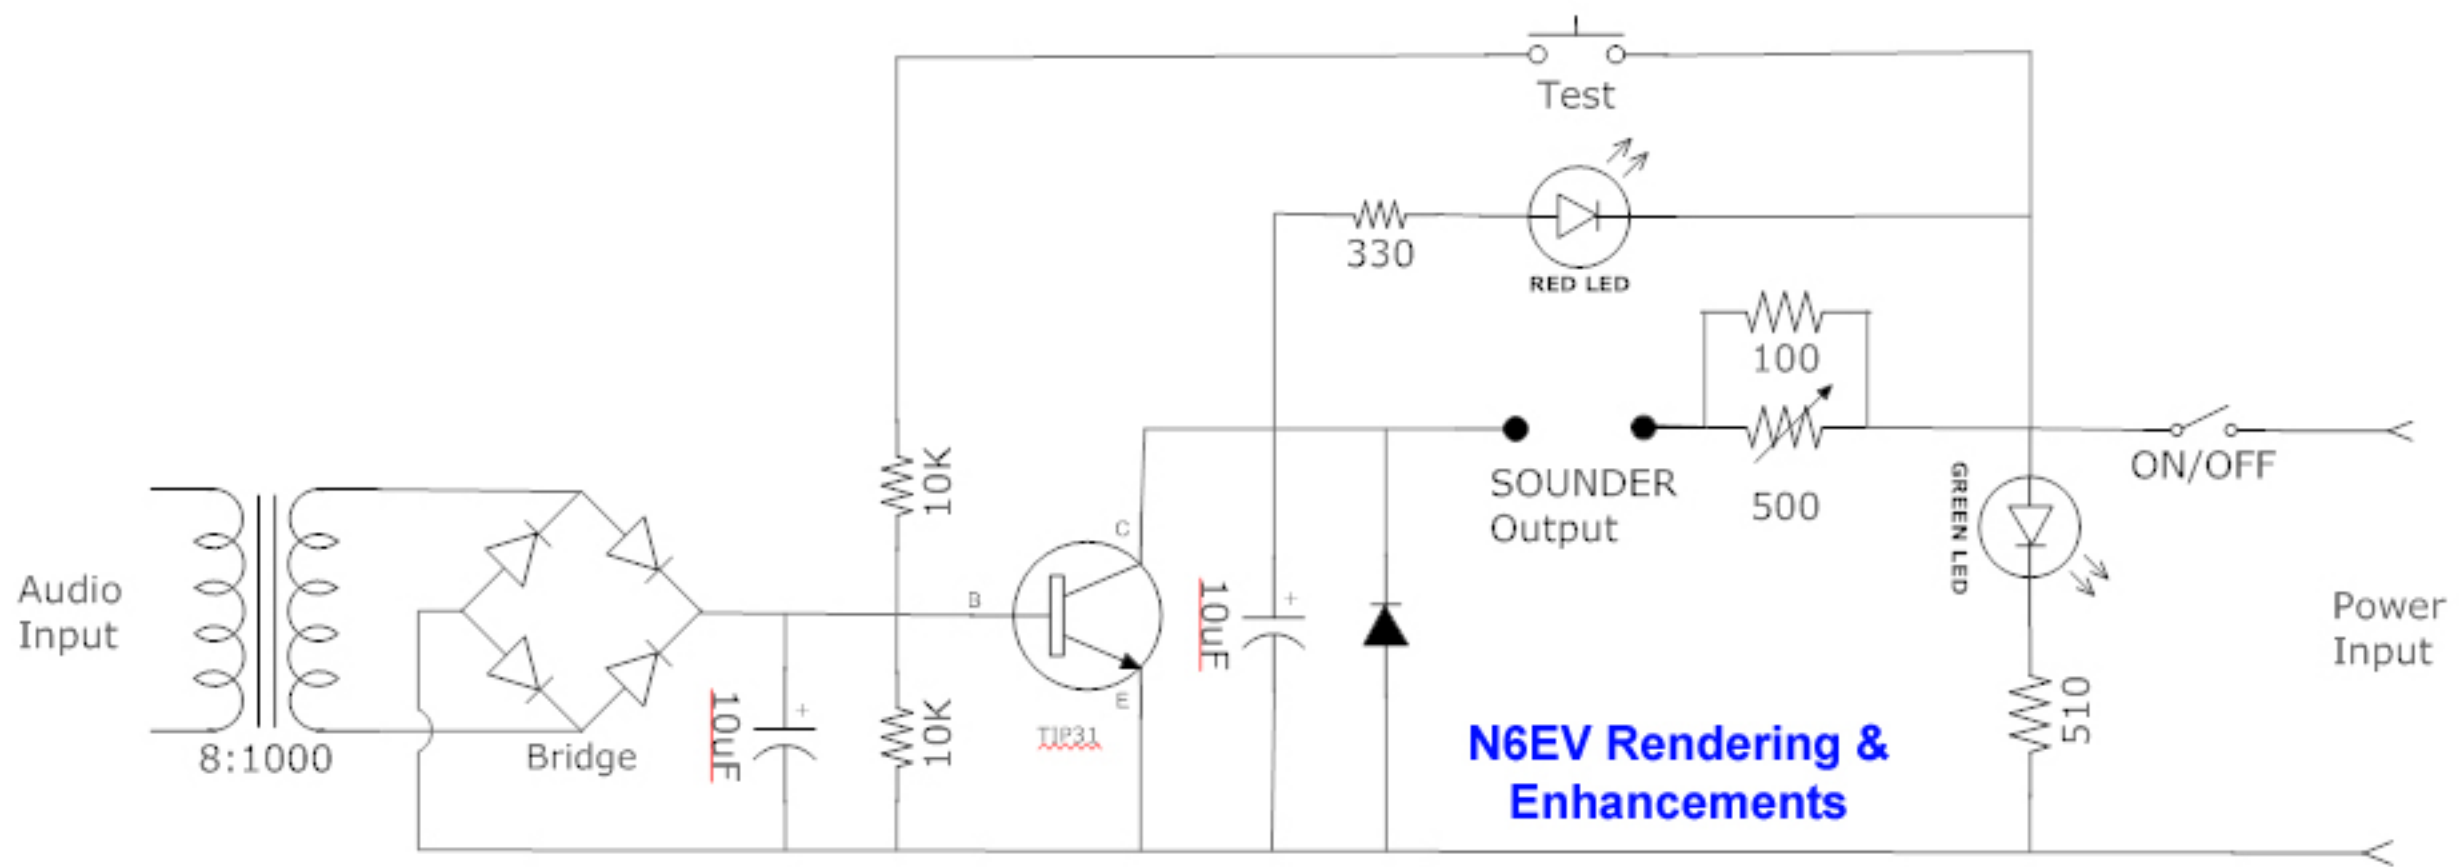 Test
330
RED LED
100
500
SOUNDER
Output
ON/OFF
GREEN LED
510
Power
Input
Audio
Input
8:1000
Bridge
10uF
10K
10K
B
C
E
TIP31
10uF
+
+
N6EV Rendering &
Enhancements